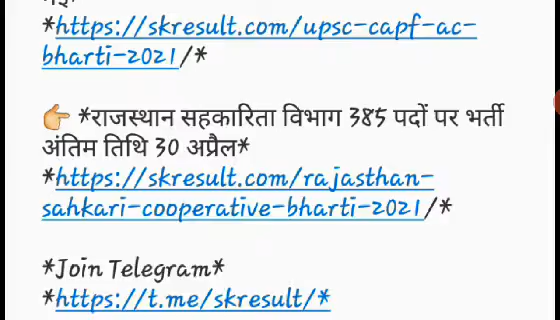 *https://skresult.com/upsc-capf-ac-
bharti-2021/*
👉 *राजस्थान सहकारिता विभाग 385 पदों पर भर्ती
अंतिम तिथि 30 अप्रैल*
*https://skresult.com/rajasthan-
sahkari-cooperative-bharti-2021/*
*Join Telegram*
*https://t.me/skresult/*